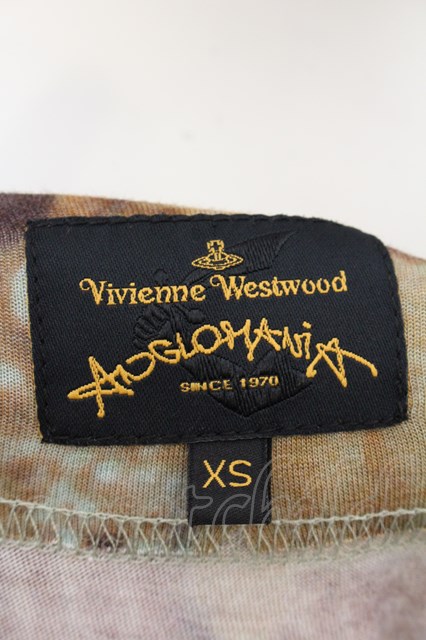 Vivienne Westwood
ANGLOMANiA
SINCE 1970
XS